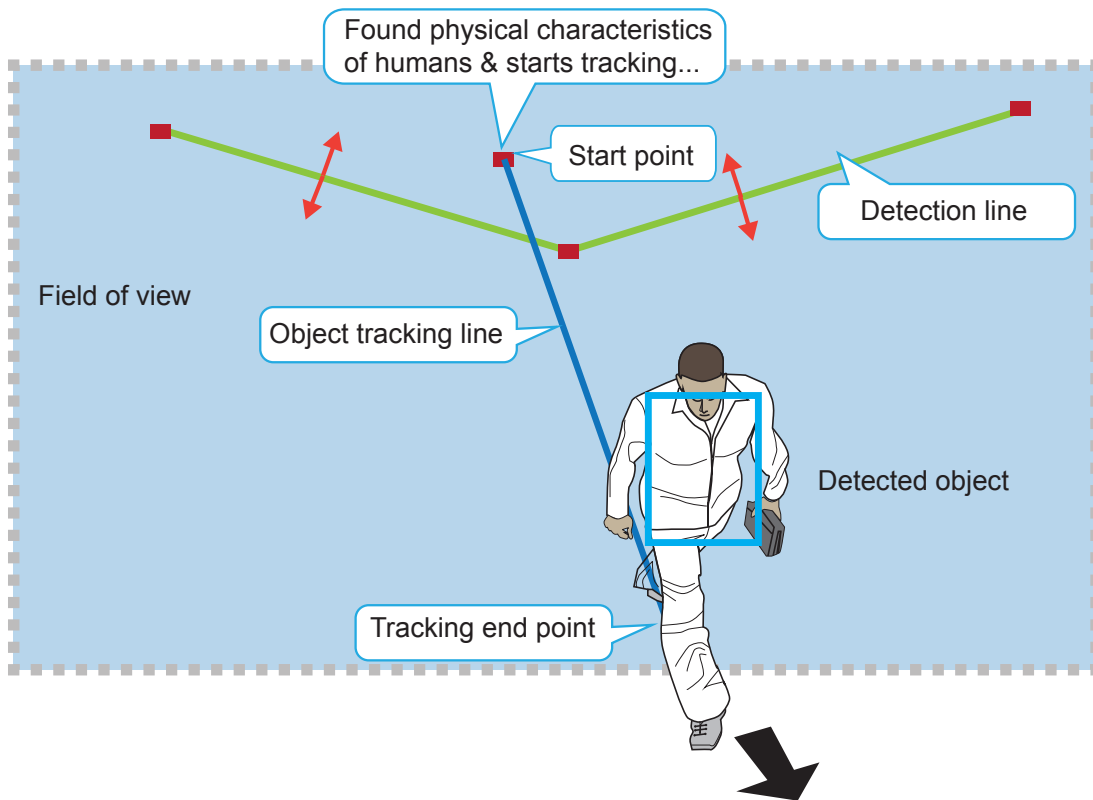 Found physical characteristics
of humans & starts tracking...
Start point
Detection line
Field of view
Object tracking line
Detected object
Tracking end point